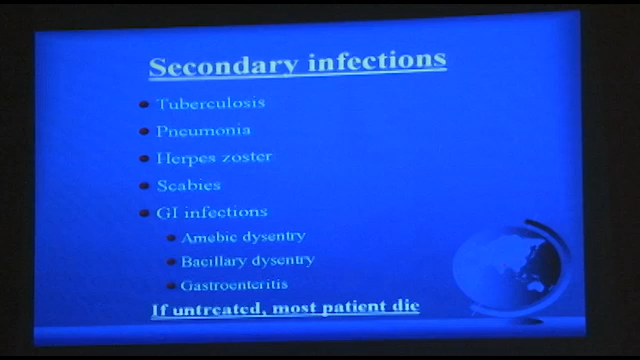 Secondary infections
Tuberculosis
Pneumonia
Herpes zoster
Scabies
GI infections
Amebic dysentry
Bacillary dysentry
Gastroenteritis
If untreated, most patient die